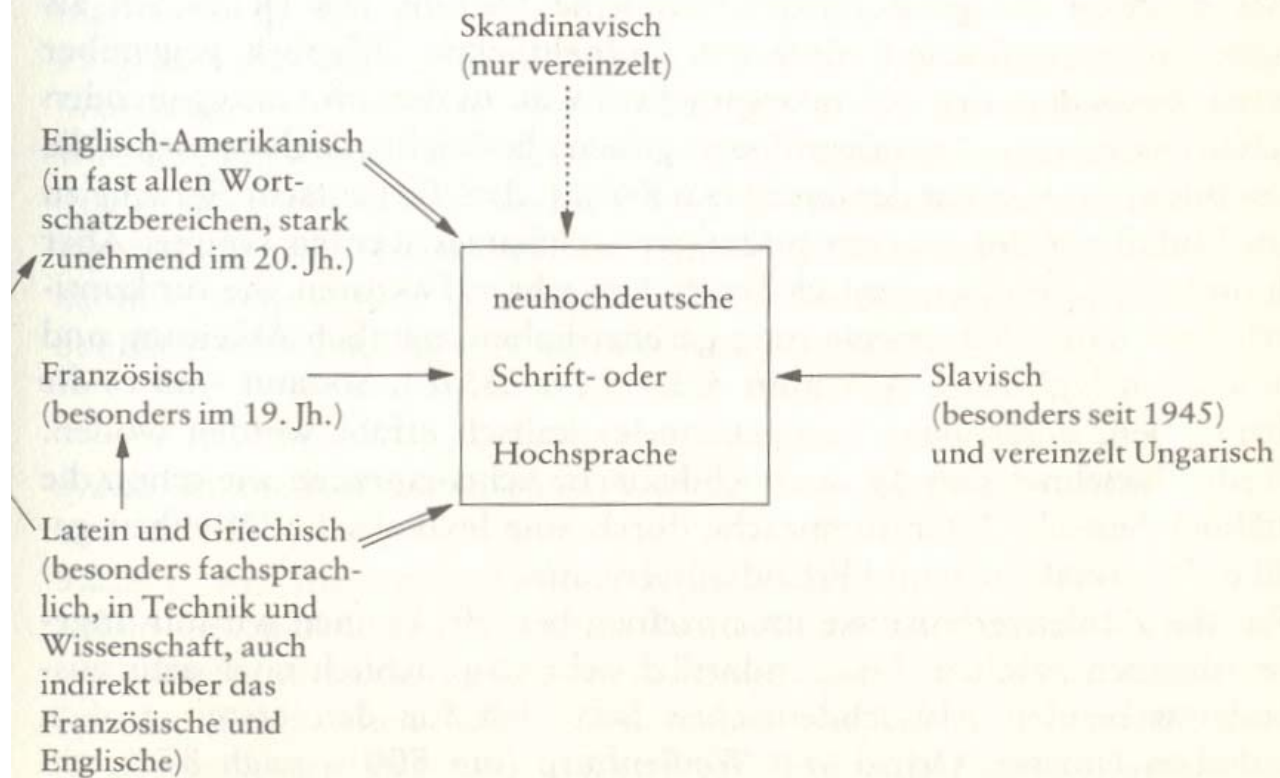 Skandinavisch
(nur vereinzelt)
Englisch-Amerikanisch
(in fast allen Wort-
schatzbereichen, stark
zunehmend im 20. Jh.)
neuhochdeutsche
Schrift- oder
Hochsprache
Französisch
(besonders im 19. Jh.)
Slavisch
(besonders seit 1945)
und vereinzelt Ungarisch
Latein und Griechisch
(besonders fachsprach-
lich, in Technik und
Wissenschaft, auch
indirekt über das
Französische und
Englische)